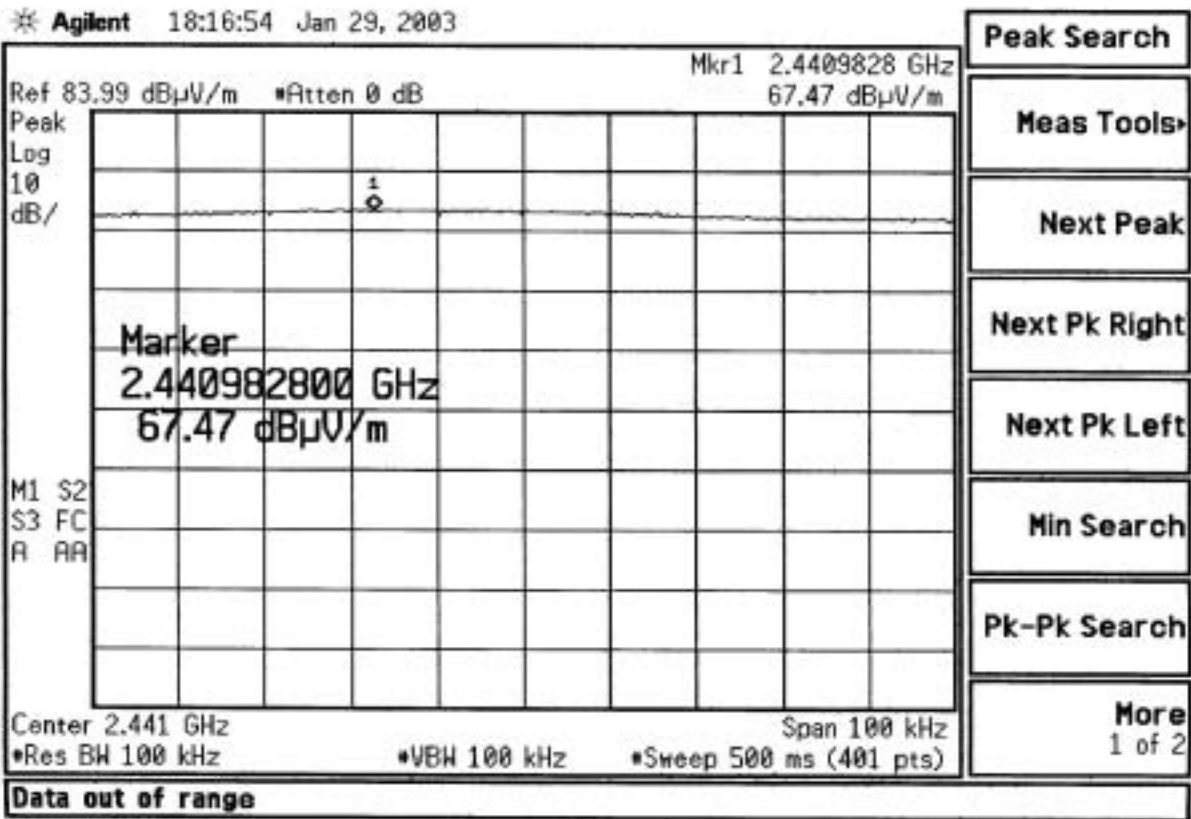 Agilent 18:16:54 Jan 29, 2003
Peak Search
Mkr1 2.4409828 GHz
Ref 83.99 dBµV/m #Atten 0 dB 67.47 dBµV/m
Peak
Log
10
dB/
1
Marker
2.440982800 GHz
67.47 dBµV/m
M1 S2
S3 FC
A AA
Center 2.441 GHz Span 100 kHz
#Res BW 100 kHz #VBW 100 kHz #Sweep 500 ms (401 pts)
Data out of range
Meas Tools▸
Next Peak
Next Pk Right
Next Pk Left
Min Search
Pk-Pk Search
More
1 of 2